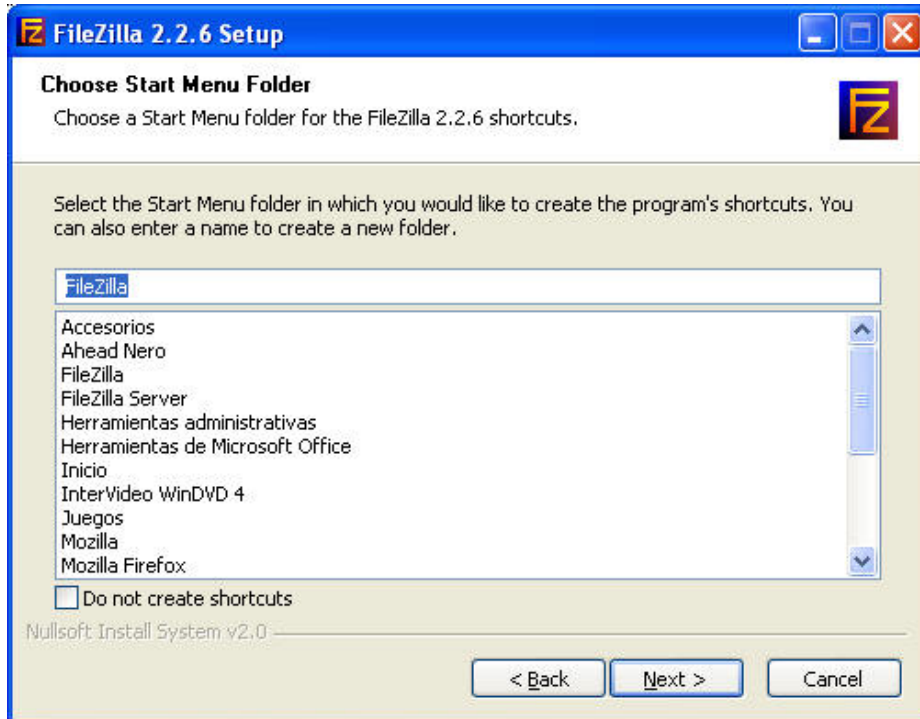 FileZilla 2.2.6 Setup
Choose Start Menu Folder
Choose a Start Menu folder for the FileZilla 2.2.6 shortcuts.
FZ
Select the Start Menu folder in which you would like to create the program's shortcuts. You
can also enter a name to create a new folder.
FileZilla
Accesorios
Ahead Nero
FileZilla
FileZilla Server
Herramientas administrativas
Herramientas de Microsoft Office
Inicio
InterVideo WinDVD 4
Juegos
Mozilla
Mozilla Firefox
Do not create shortcuts
Nullsoft Install System v2.0
< Back Next > Cancel